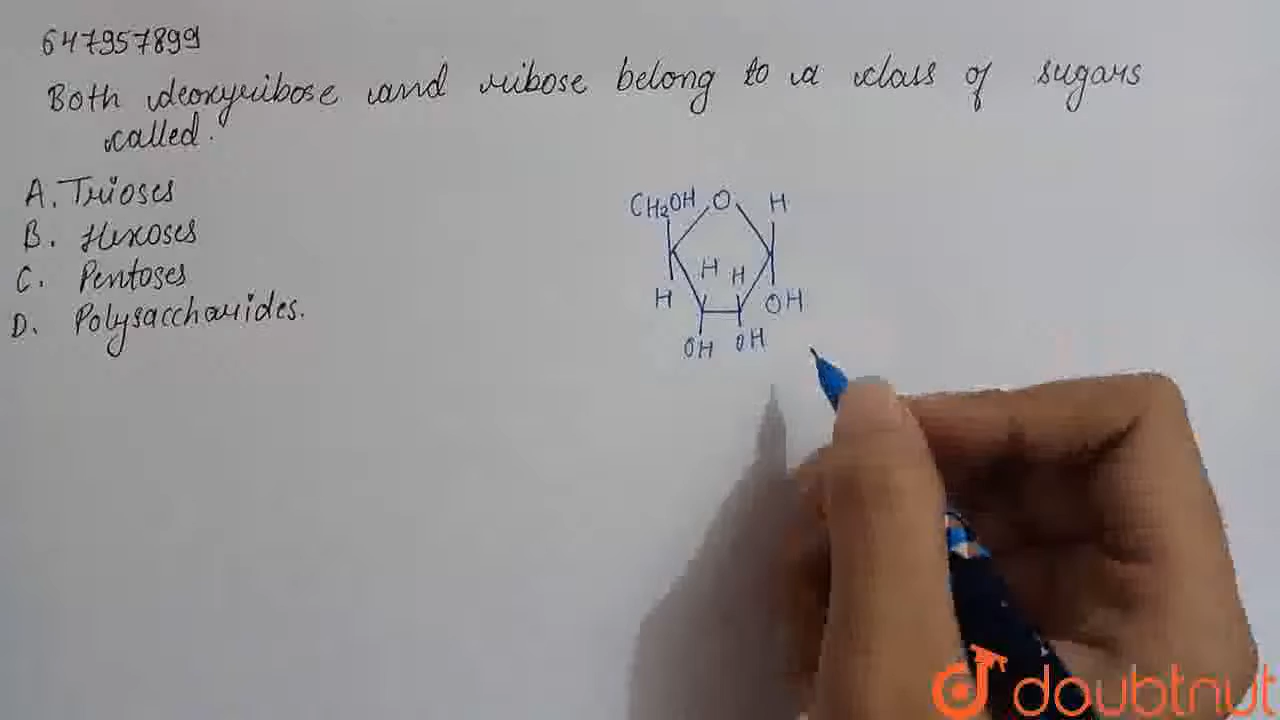 647957899
Both deoxyribose and ribose belong to a class of sugars
called.
A. Trioses
B. Hexoses
C. Pentoses
D. Polysaccharides.
CH2OH O H
H H
H OH
OH OH
doubtnut